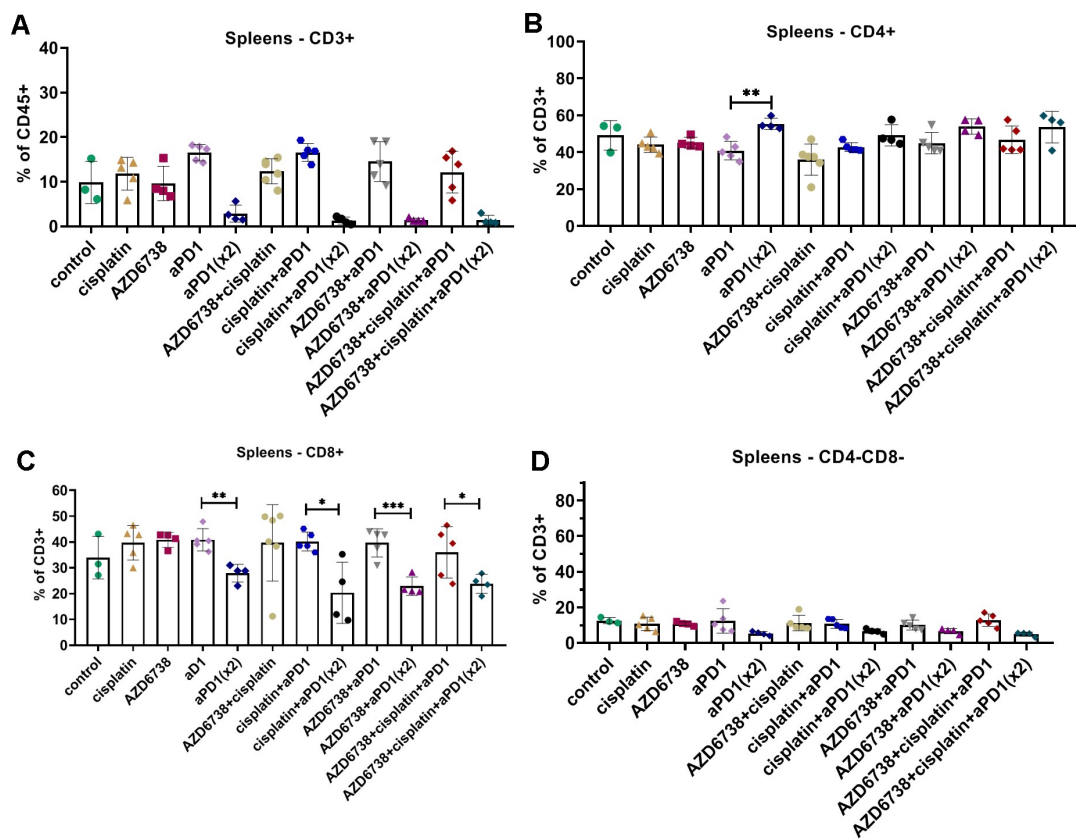 A
Spleens - CD3+
% of CD45+
40
30
20
10
0
control
cisplatin
AZD6738
aPD1
aPD1(x2)
AZD6738+cisplatin
cisplatin+aPD1
cisplatin+aPD1(x2)
AZD6738+aPD1
AZD6738+aPD1(x2)
AZD6738+cisplatin+aPD1
AZD6738+cisplatin+aPD1(x2)
B
Spleens - CD4+
% of CD3+
100
80
60
40
20
0
**
control
cisplatin
AZD6738
aPD1
aPD1(x2)
AZD6738+cisplatin
cisplatin+aPD1
cisplatin+aPD1(x2)
AZD6738+aPD1
AZD6738+aPD1(x2)
AZD6738+cisplatin+aPD1
AZD6738+cisplatin+aPD1(x2)
C
Spleens - CD8+
% of CD3+
60
50
40
30
20
10
0
**
*
***
*
control
cisplatin
AZD6738
aD1
aPD1(x2)
AZD6738+cisplatin
cisplatin+aPD1
cisplatin+aPD1(x2)
AZD6738+aPD1
AZD6738+aPD1(x2)
AZD6738+cisplatin+aPD1
AZD6738+cisplatin+aPD1(x2)
D
Spleens - CD4-CD8-
% of CD3+
80
60
40
20
0
control
cisplatin
AZD6738
aPD1
aPD1(x2)
AZD6738+cisplatin
cisplatin+aPD1
cisplatin+aPD1(x2)
AZD6738+aPD1
AZD6738+aPD1(x2)
AZD6738+cisplatin+aPD1
AZD6738+cisplatin+aPD1(x2)